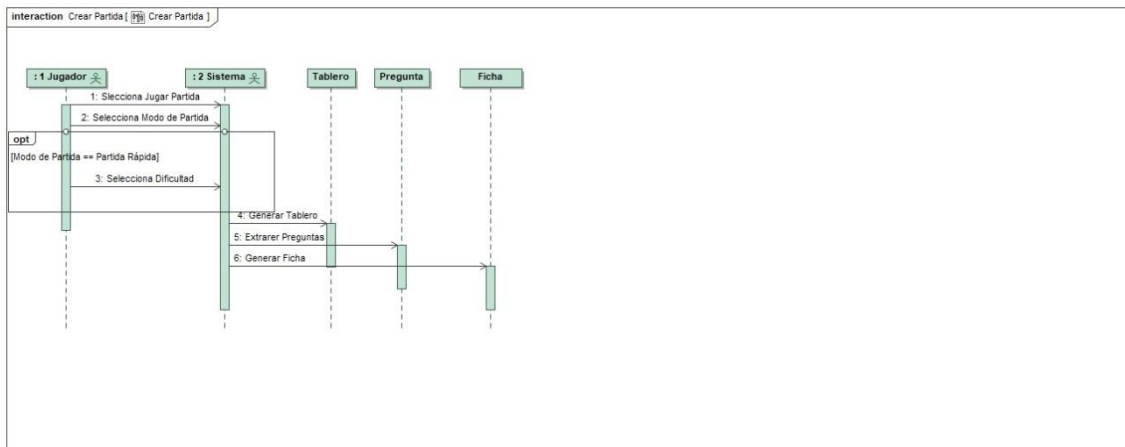 interaction Crear Partida [ Crear Partida ]
: 1 Jugador
: 2 Sistema
Tablero
Pregunta
Ficha
1: Slecciona Jugar Partida
2: Selecciona Modo de Partida
opt
[Modo de Partida == Partida Rápida]
3: Selecciona Dificultad
4: Generar Tablero
5: Extrarer Preguntas
6: Generar Ficha